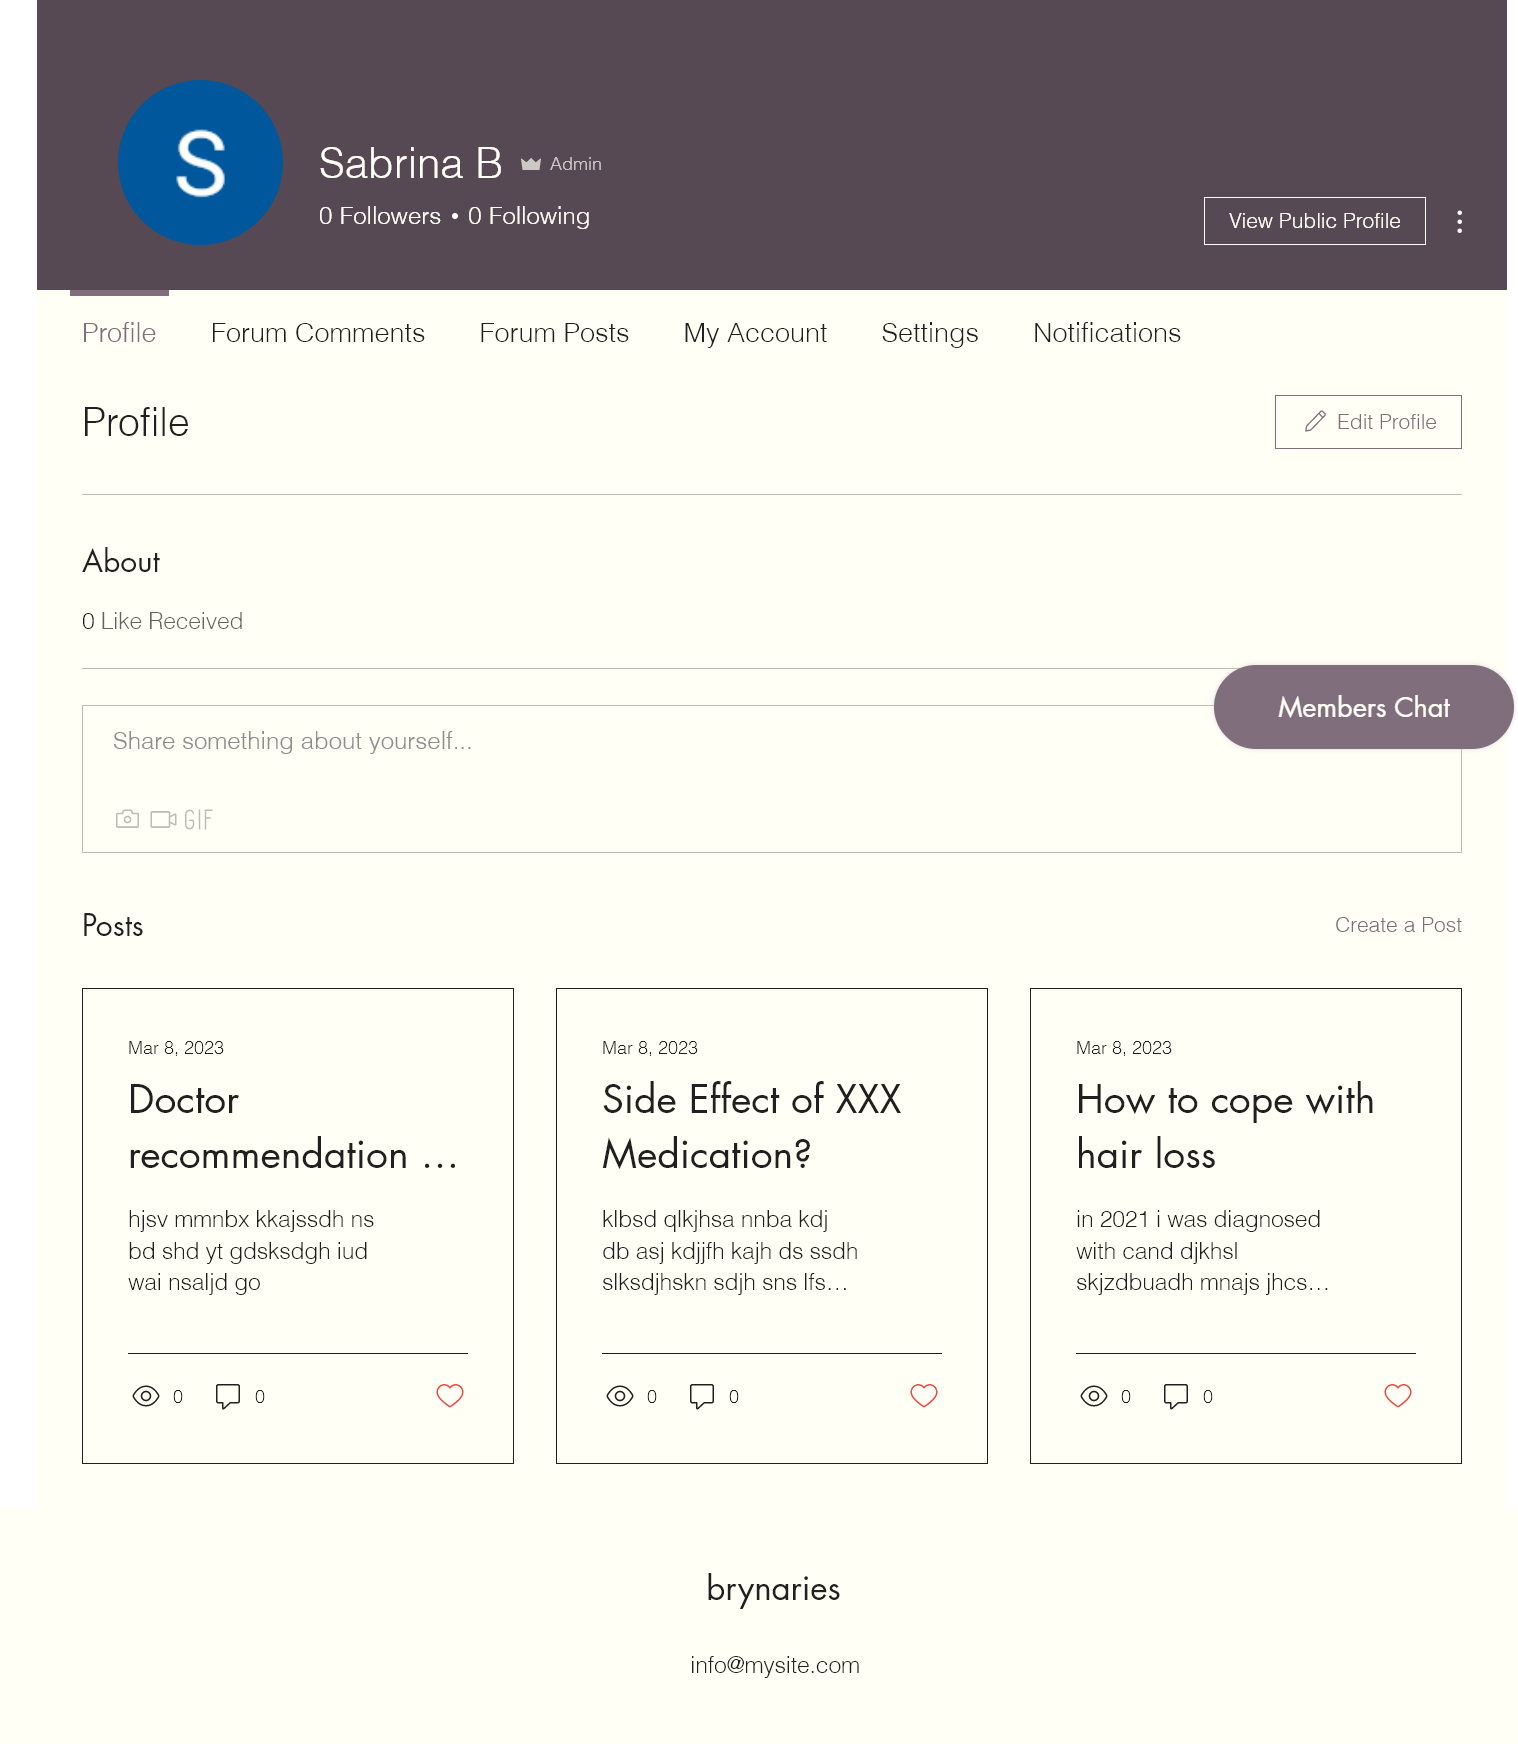 S
Sabrina B Admin
0 Followers • 0 Following
View Public Profile
Profile Forum Comments Forum Posts My Account Settings Notifications
Profile
Edit Profile
About
0 Like Received
Members Chat
Share something about yourself...
GIF
Posts
Create a Post
Mar 8, 2023
Doctor
recommendation ...
hjsv mmnbx kkajssdh ns
bd shd yt gdsksdgh iud
wai nsaljd go
0 0
Mar 8, 2023
Side Effect of XXX
Medication?
klbsd qlkjhsa nnba kdj
db asj kdjjfh kajh ds ssdh
slksdjhskn sdjh sns lfs...
0 0
Mar 8, 2023
How to cope with
hair loss
in 2021 i was diagnosed
with cand djkhsl
skjzdbuadh mnajs jhcs...
0 0
brynaries
info@mysite.com